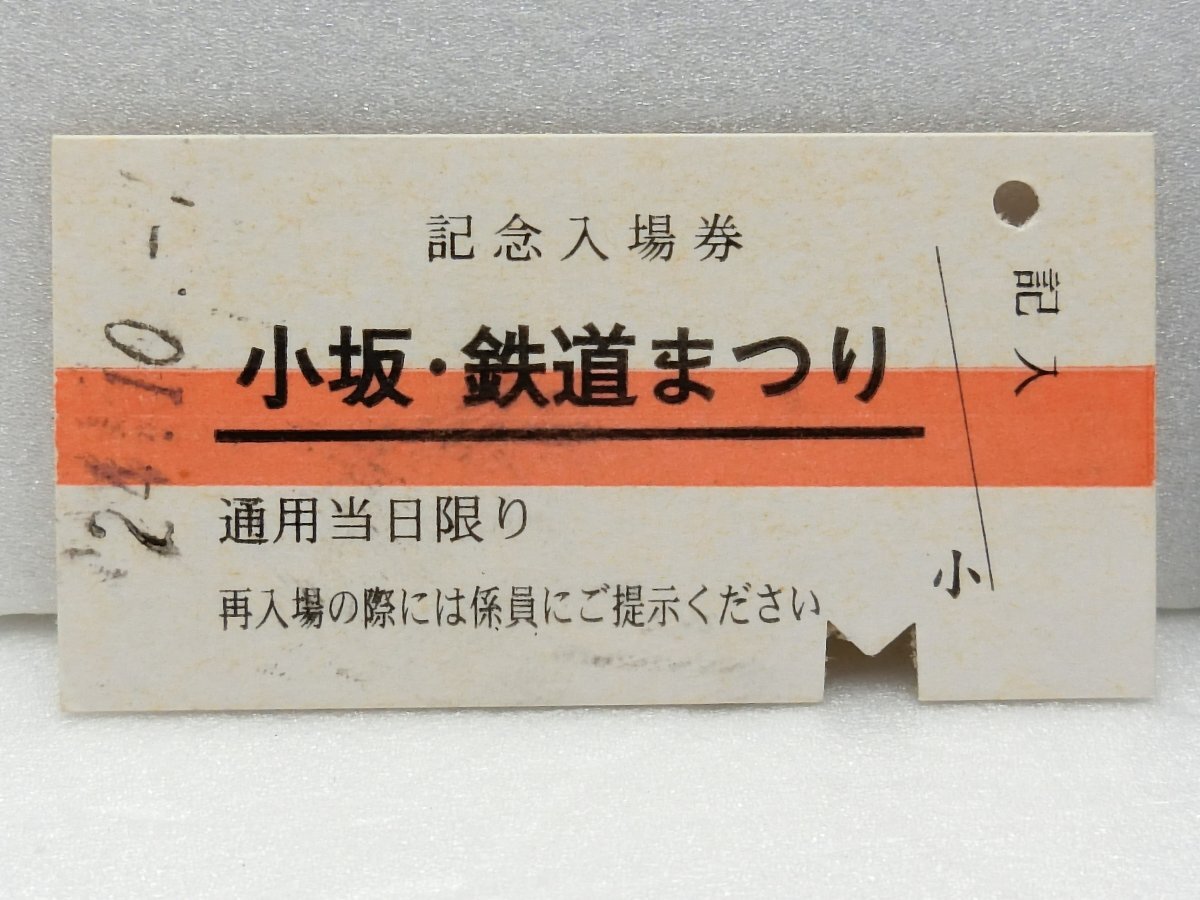 記念入場券
小坂・鉄道まつり
通用当日限り
再入場の際には係員にご提示ください
記入
小
24.10.-